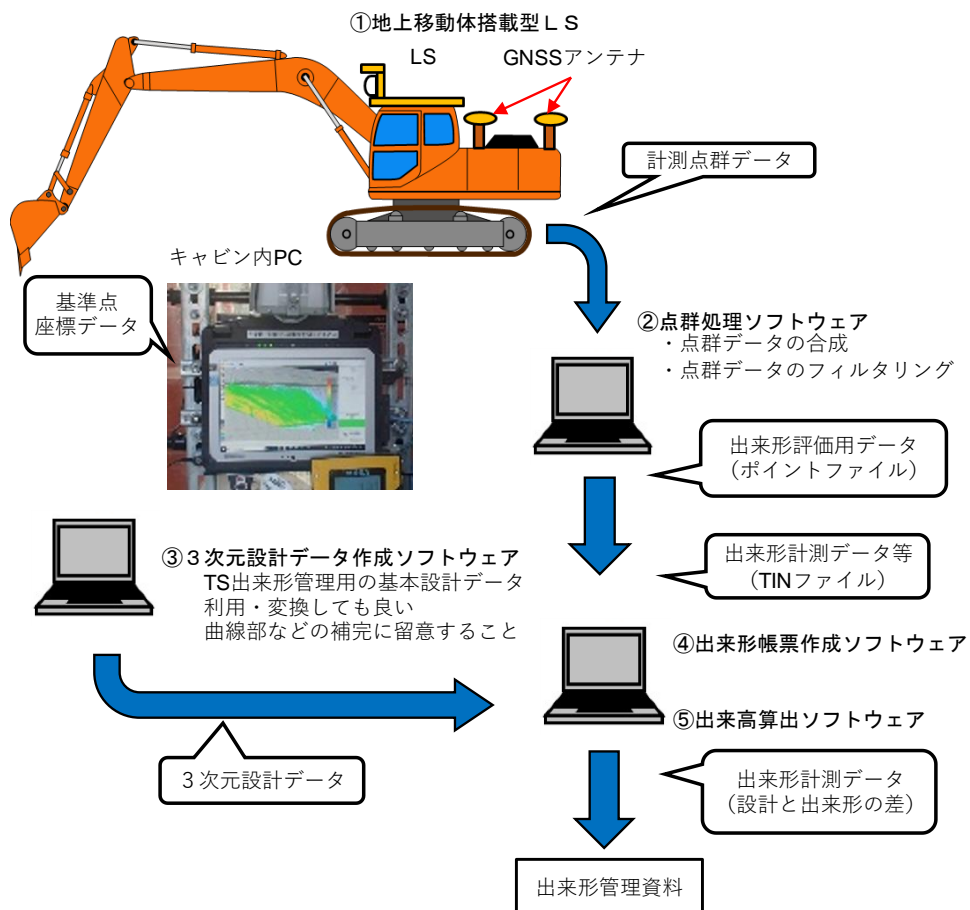 ①地上移動体搭載型ＬＳ
LS
GNSSアンテナ
計測点群データ
キャビン内PC
基準点
座標データ
②点群処理ソフトウェア
・点群データの合成
・点群データのフィルタリング
出来形評価用データ
（ポイントファイル）
出来形計測データ等
（TINファイル）
③３次元設計データ作成ソフトウェア
TS出来形管理用の基本設計データ
利用・変換しても良い
曲線部などの補完に留意すること
④出来形帳票作成ソフトウェア
⑤出来高算出ソフトウェア
３次元設計データ
出来形計測データ
（設計と出来形の差）
出来形管理資料